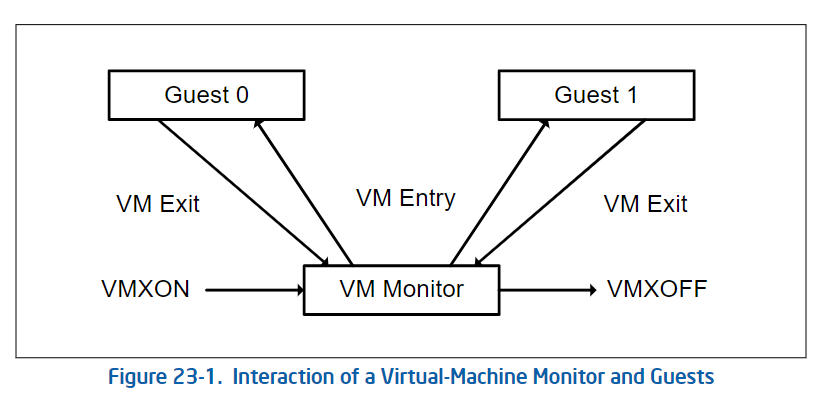 Guest 0
Guest 1
VM Exit
VM Entry
VM Exit
VMXON
VM Monitor
VMXOFF
Figure 23-1. Interaction of a Virtual-Machine Monitor and Guests